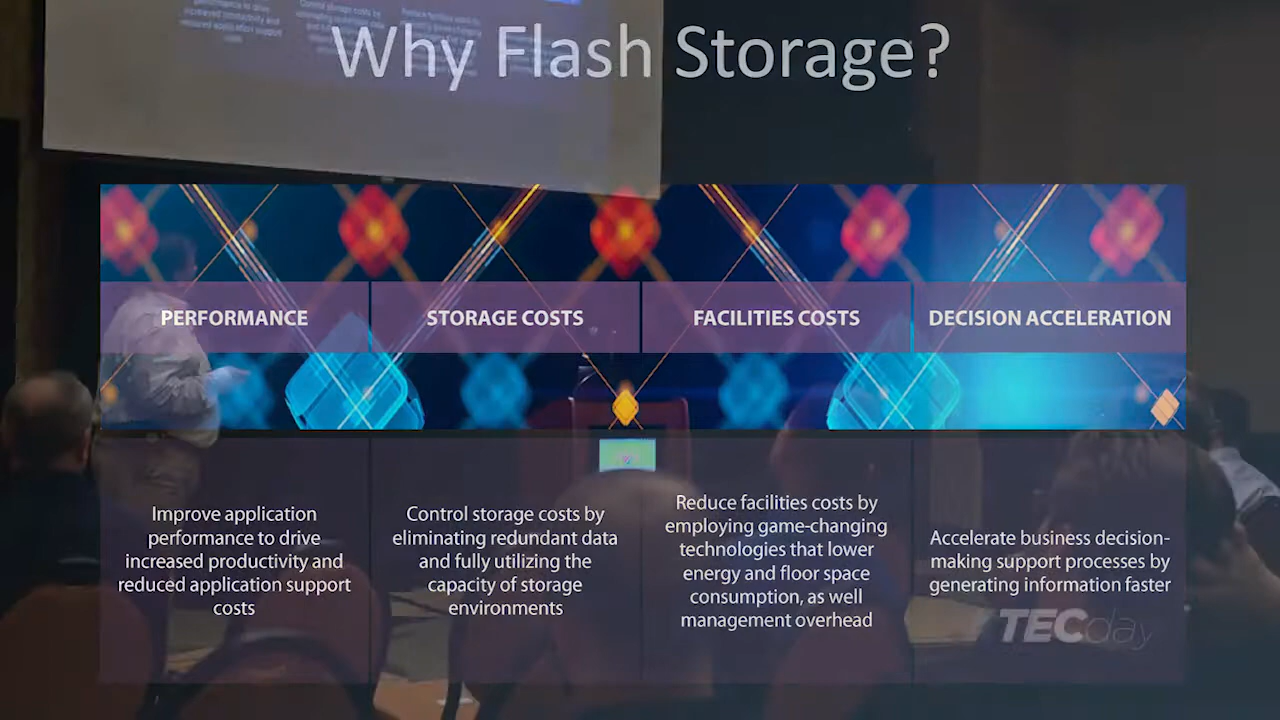 Why Flash Storage?
PERFORMANCE
STORAGE COSTS
FACILITIES COSTS
DECISION ACCELERATION
Improve application
performance to drive
increased productivity and
reduced application support
costs
Control storage costs by
eliminating redundant data
and fully utilizing the
capacity of storage
environments
Reduce facilities costs by
employing game-changing
technologies that lower
energy and floor space
consumption, as well
management overhead
Accelerate business decision-
making support processes by
generating information faster
TECday